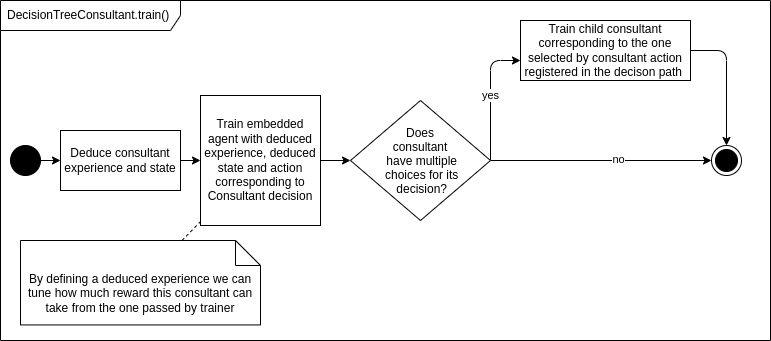 DecisionTreeConsultant.train()
Train child consultant
corresponding to the one
selected by consultant action
registered in the decison path
yes
Deduce consultant
experience and state
Train embedded
agent with deduced
experience, deduced
state and action
corresponding to
Consultant decision
Does
consultant
have multiple
choices for its
decision?
no
By defining a deduced experience we can
tune how much reward this consultant can
take from the one passed by trainer